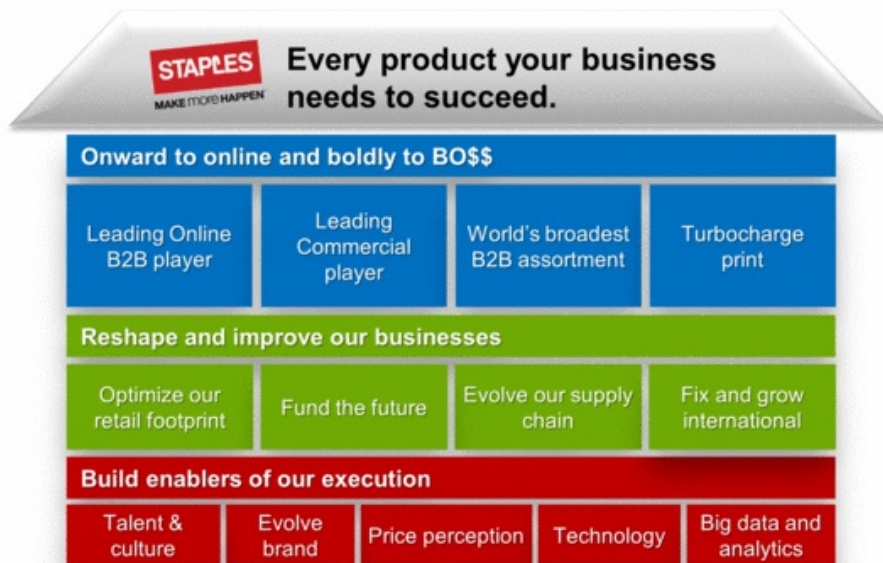 STAPLES
MAKE more HAPPEN
Every product your business
needs to succeed.
Onward to online and boldly to BO$$
Leading Online
B2B player
Leading
Commercial
player
World's broadest
B2B assortment
Turbocharge
print
Reshape and improve our businesses
Optimize our
retail footprint
Fund the future
Evolve our supply
chain
Fix and grow
international
Build enablers of our execution
Talent &
culture
Evolve
brand
Price perception
Technology
Big data and
analytics